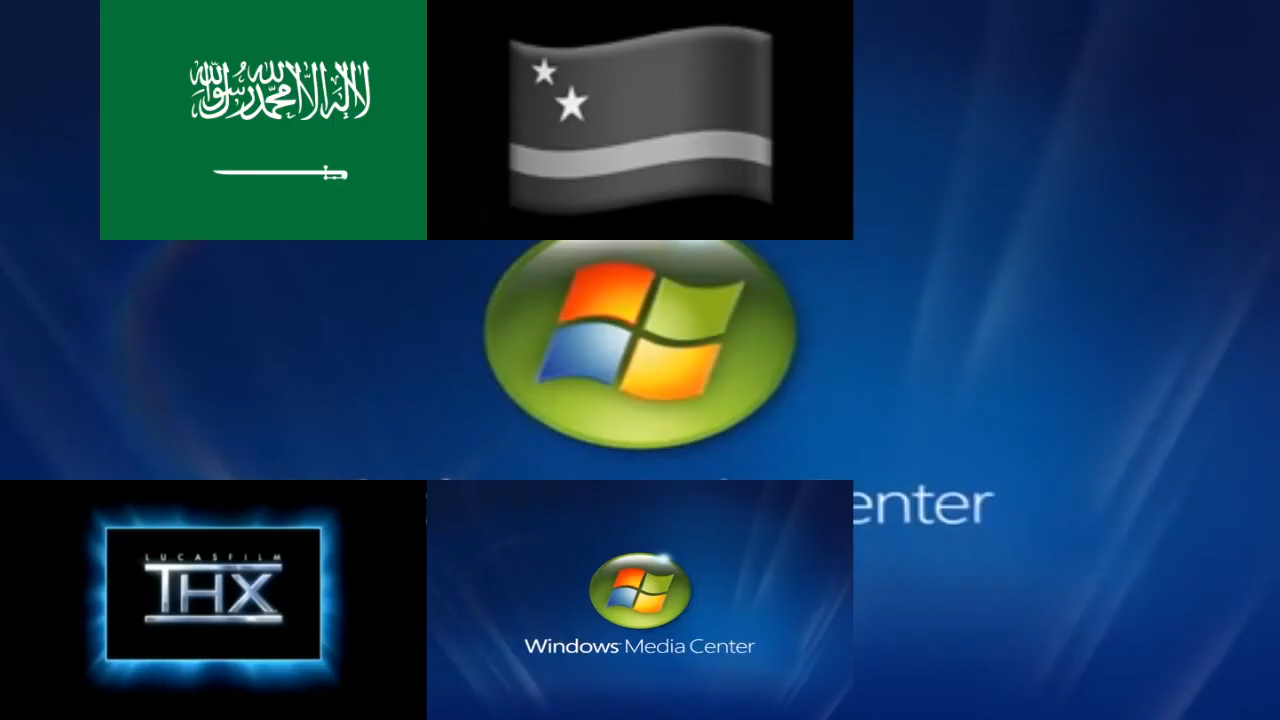 لا إله إلا الله محمد رسول الله
enter
LUCASFILM
THX
Windows Media Center